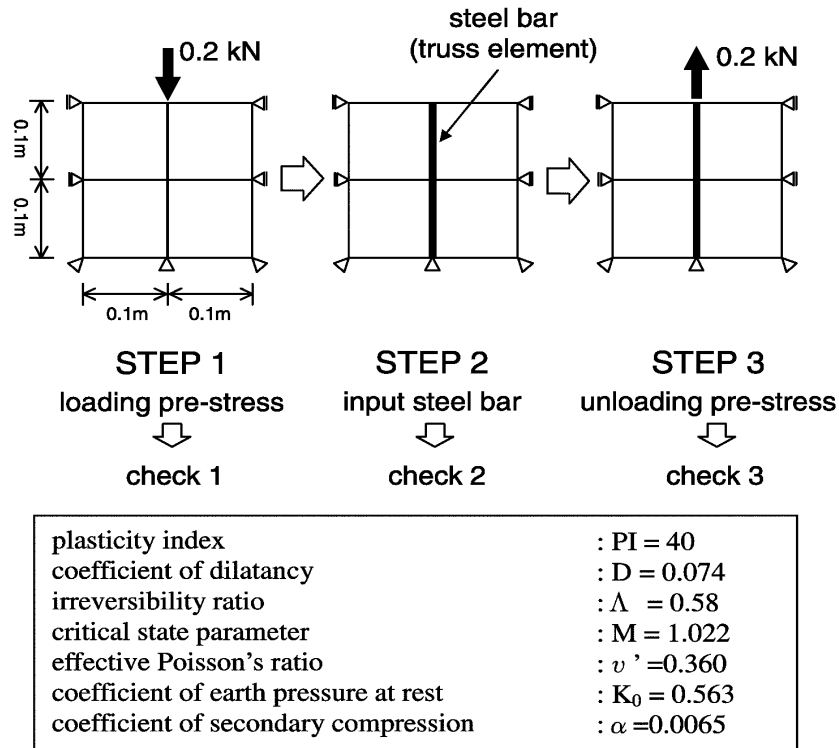 steel bar
(truss element)
0.2 kN
0.2 kN
0.1m
0.1m
0.1m
0.1m
STEP 1
STEP 2
STEP 3
loading pre-stress
input steel bar
unloading pre-stress
check 1
check 2
check 3
plasticity index : PI = 40
coefficient of dilatancy : D = 0.074
irreversibility ratio : Λ = 0.58
critical state parameter : M = 1.022
effective Poisson's ratio : υ ' =0.360
coefficient of earth pressure at rest : K₀ = 0.563
coefficient of secondary compression : α =0.0065